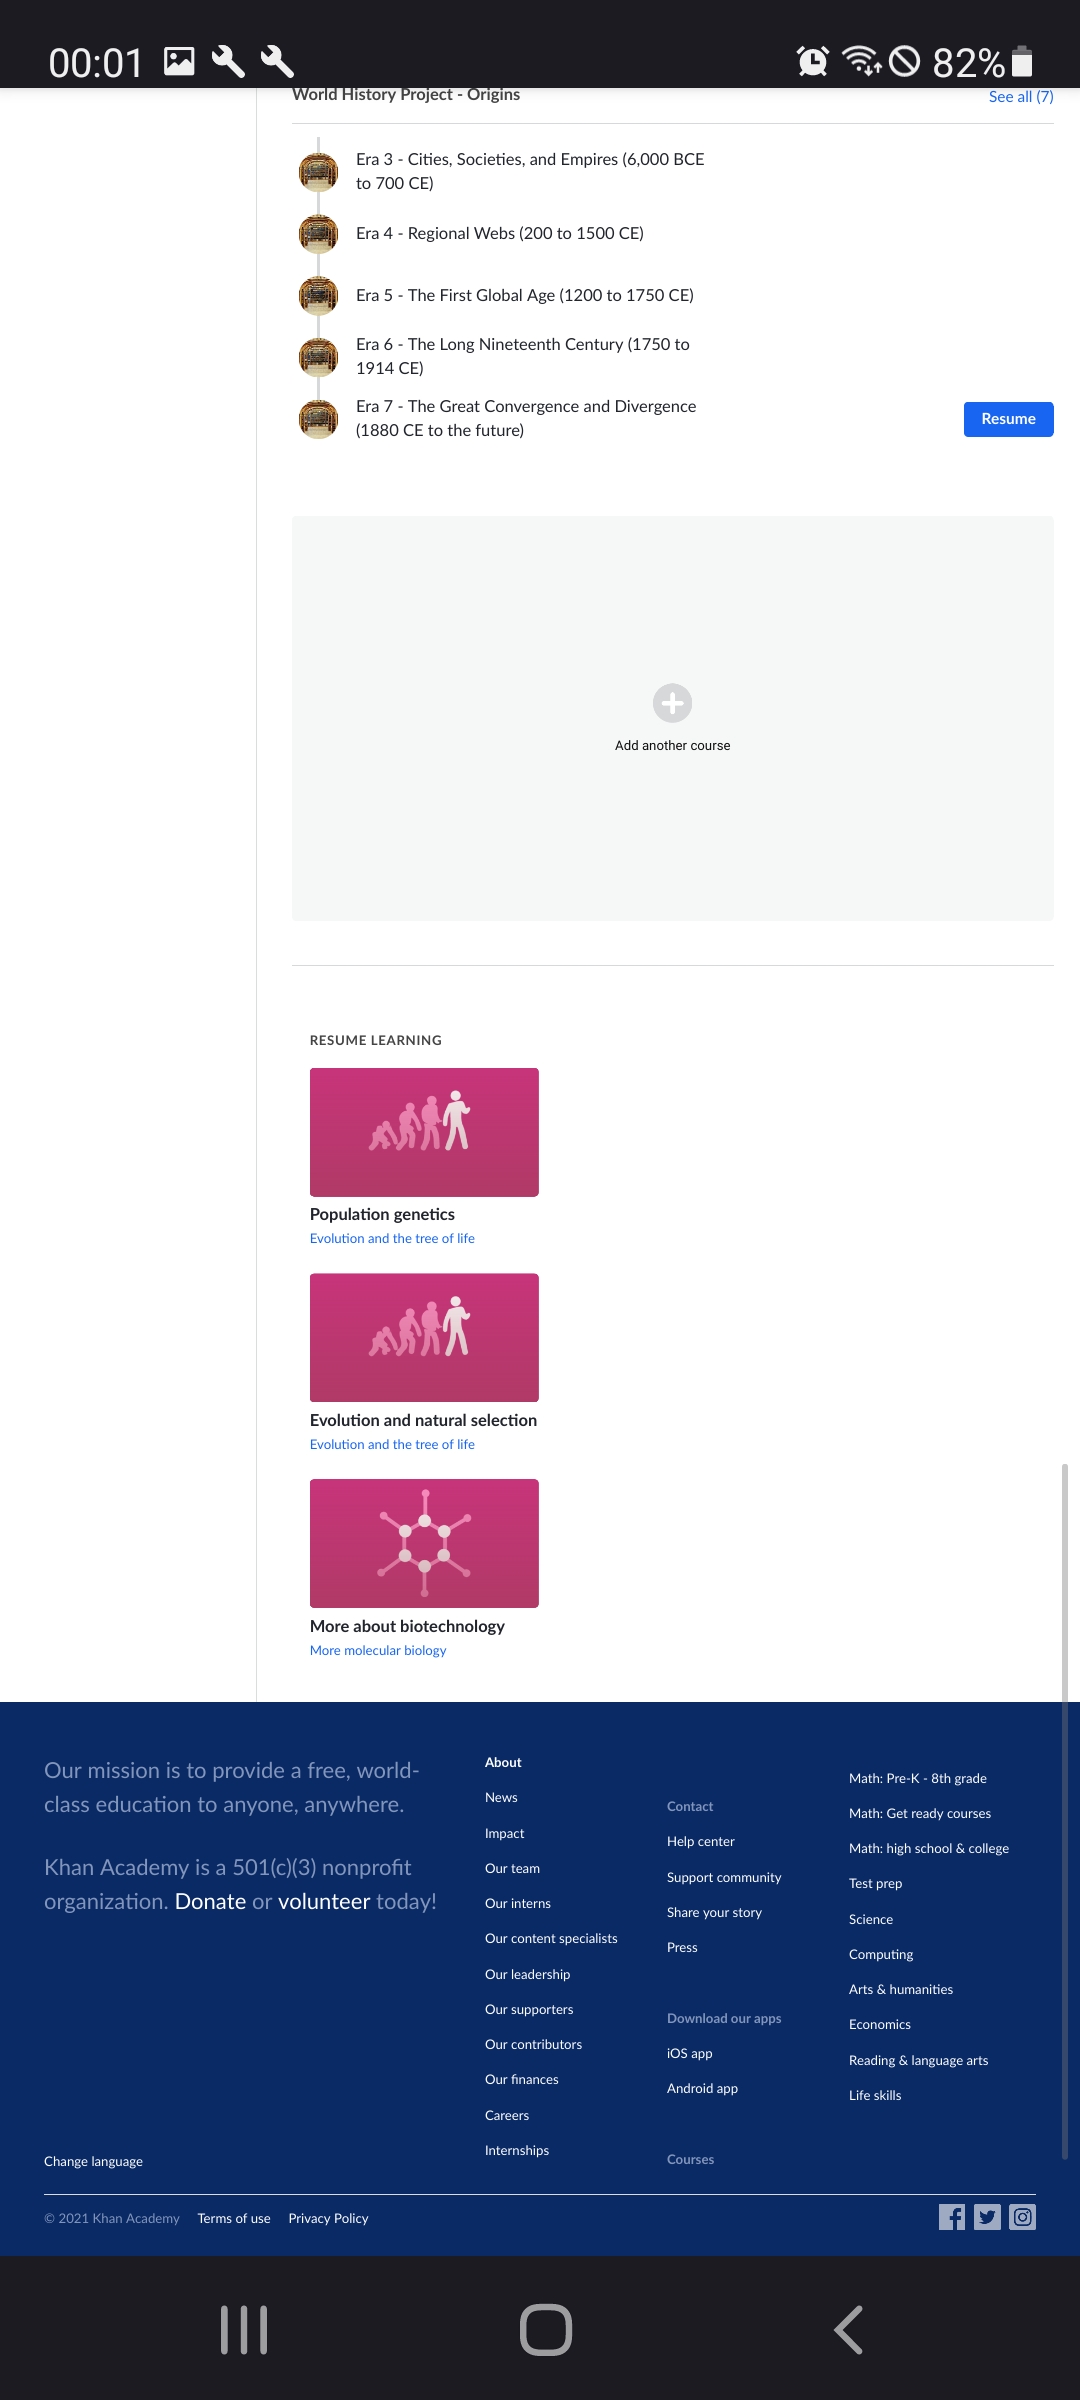 00:01
82%
World History Project - Origins
See all (7)
Era 3 - Cities, Societies, and Empires (6,000 BCE
to 700 CE)
Era 4 - Regional Webs (200 to 1500 CE)
Era 5 - The First Global Age (1200 to 1750 CE)
Era 6 - The Long Nineteenth Century (1750 to
1914 CE)
Era 7 - The Great Convergence and Divergence
(1880 CE to the future)
Resume
Add another course
RESUME LEARNING
Population genetics
Evolution and the tree of life
Evolution and natural selection
Evolution and the tree of life
More about biotechnology
More molecular biology
Our mission is to provide a free, world-
class education to anyone, anywhere.
Khan Academy is a 501(c)(3) nonprofit
organization. Donate or volunteer today!
Change language
About
News
Impact
Our team
Our interns
Our content specialists
Our leadership
Our supporters
Our contributors
Our finances
Careers
Internships
Contact
Help center
Support community
Share your story
Press
Download our apps
iOS app
Android app
Courses
Math: Pre-K - 8th grade
Math: Get ready courses
Math: high school & college
Test prep
Science
Computing
Arts & humanities
Economics
Reading & language arts
Life skills
© 2021 Khan Academy
Terms of use
Privacy Policy